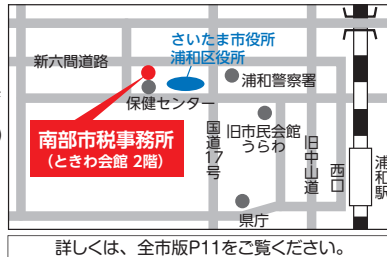 さいたま市役所
浦和区役所
新六間道路
浦和警察署
保健センター
南部市税事務所
(ときわ会館 2階)
国道17号
旧市民会館
うらわ
旧中山道
西口
浦和駅
県庁
詳しくは、全市版P11をご覧ください。